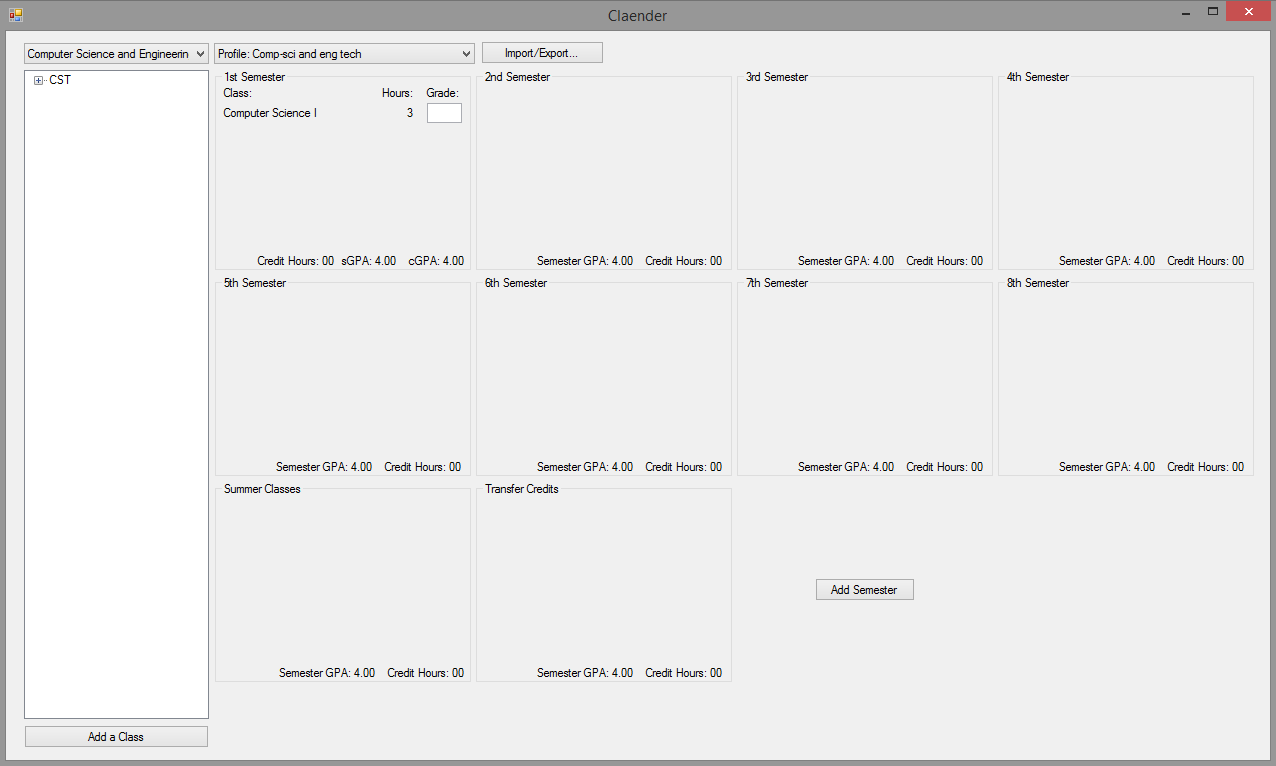 Claender
Computer Science and Engineerin
Profile: Comp-sci and eng tech
Import/Export...
CST
1st Semester
Class: Hours: Grade:
Computer Science I 3
Credit Hours: 00 sGPA: 4.00 cGPA: 4.00
2nd Semester
Semester GPA: 4.00 Credit Hours: 00
3rd Semester
Semester GPA: 4.00 Credit Hours: 00
4th Semester
Semester GPA: 4.00 Credit Hours: 00
5th Semester
Semester GPA: 4.00 Credit Hours: 00
6th Semester
Semester GPA: 4.00 Credit Hours: 00
7th Semester
Semester GPA: 4.00 Credit Hours: 00
8th Semester
Semester GPA: 4.00 Credit Hours: 00
Summer Classes
Semester GPA: 4.00 Credit Hours: 00
Transfer Credits
Semester GPA: 4.00 Credit Hours: 00
Add Semester
Add a Class